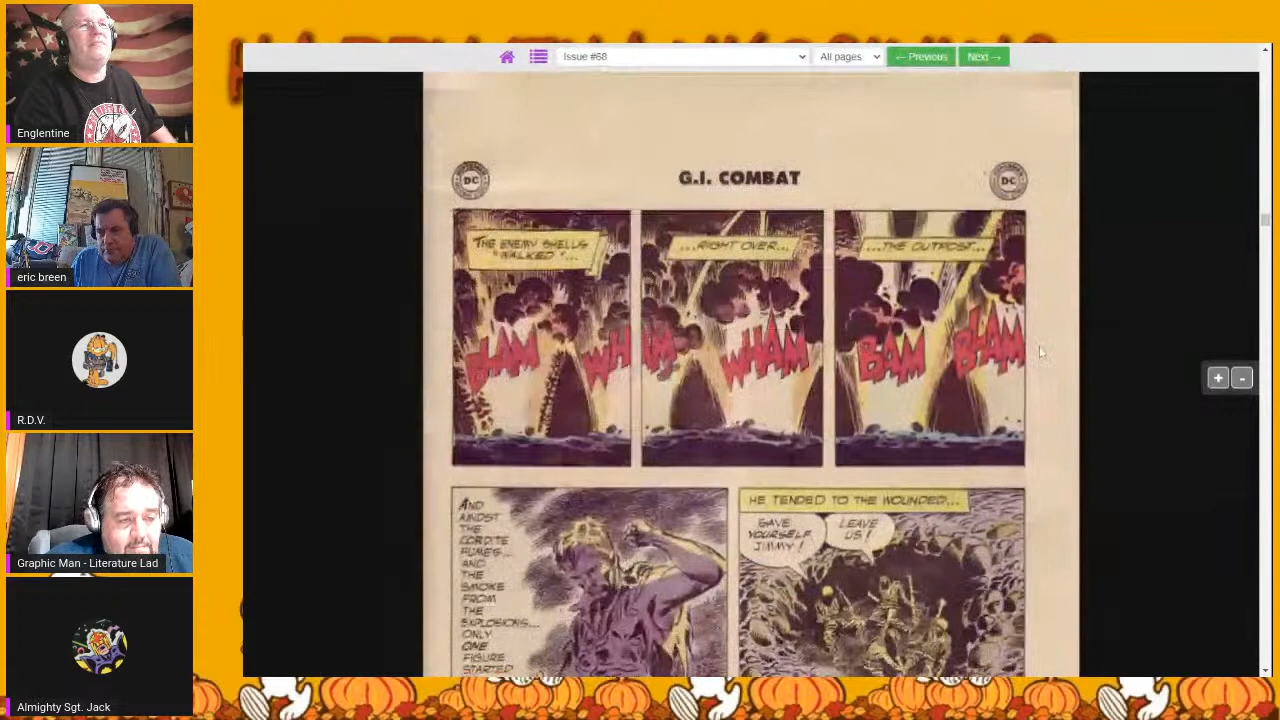 Issue #68
All pages
← Previous
Next →
DC
G.I. COMBAT
DC
THE ENEMY SHELLS
"WALKED"...
...RIGHT OVER...
...THE OUTPOST...
BLAM
WHAM
WHAM
BAM
BLAM
AND
AMIDST
THE
CORDITE
FUMES...
AND
THE
SMOKE
FROM
THE
EXPLOSIONS...
ONLY
ONE
FIGURE
STARTED
HE TENDED TO THE WOUNDED...
SAVE
YOURSELF,
JIMMY!
LEAVE
US!
+
-
Englentine
eric breen
R.D.V.
Graphic Man - Literature Lad
Almighty Sgt. Jack